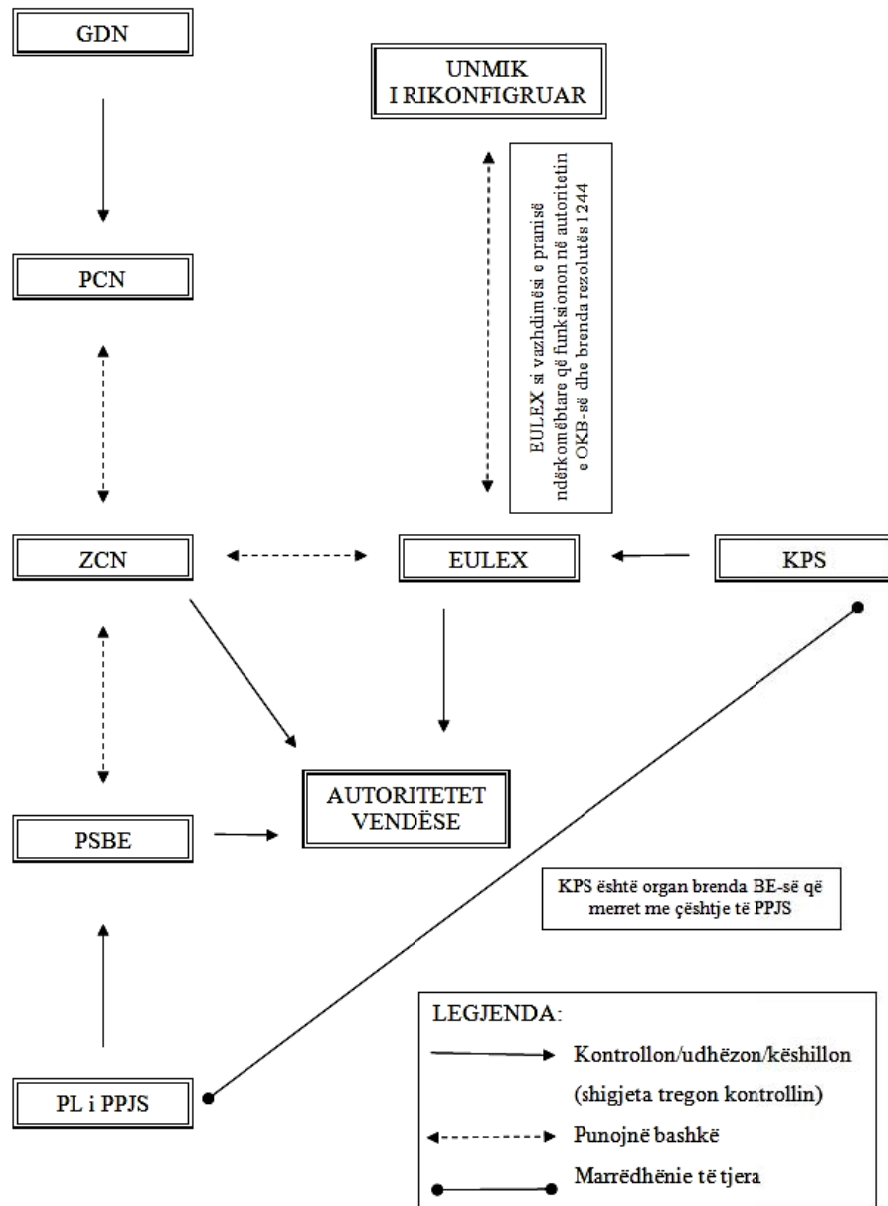 GDN
UNMIK
I RIKONFIGRUAR
EULEX si vazhdimësi e pranisë
ndërkomëbtare që funksionon në autoritetin
e OKB-së dhe brenda rezolutës 1244
PCN
ZCN
EULEX
KPS
AUTORITETET
VENDËSE
PSBE
KPS është organ brenda BE-së që
merret me çështje të PPJS
PL i PPJS
LEGJENDA:
Kontrollon/udhëzon/këshillon
(shigjeta tregon kontrollin)
Punojnë bashkë
Marrëdhënie të tjera